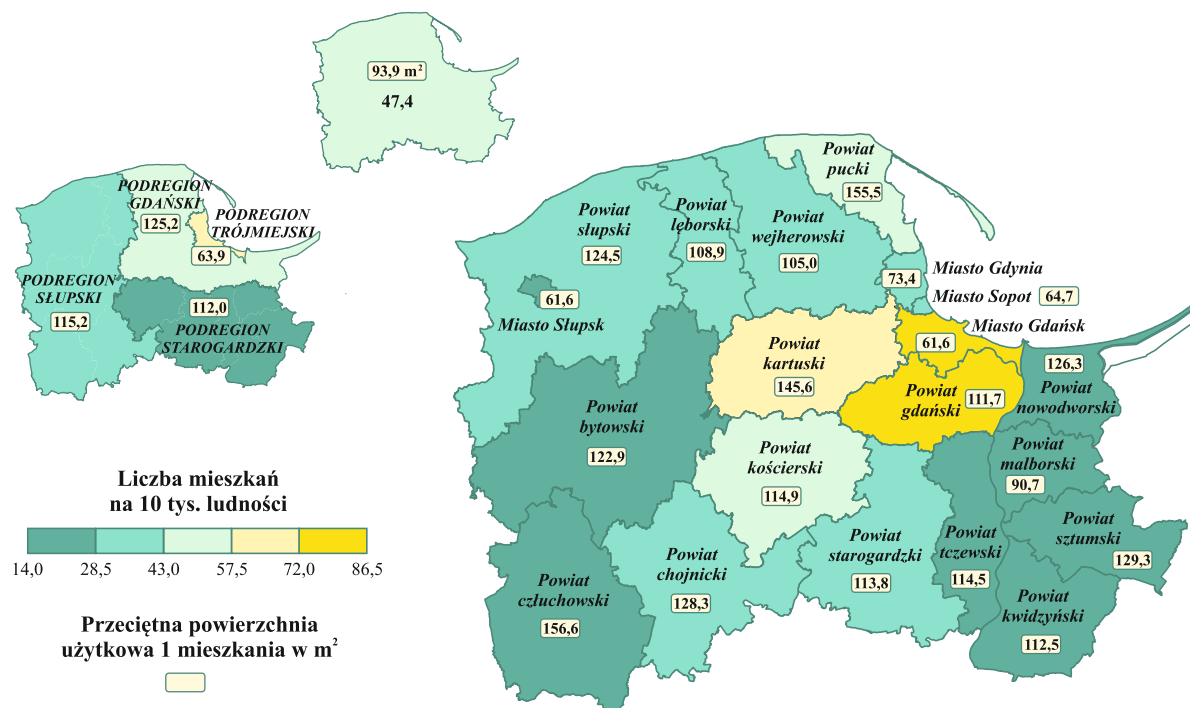 93,9 m²
47,4
PODREGION
GDAŃSKI
125,2
PODREGION
TRÓJMIEJSKI
63,9
PODREGION
SŁUPSKI
115,2
112,0
PODREGION
STAROGARDZKI
Powiat
pucki
155,5
Powiat
słupski
124,5
Powiat
lęborski
108,9
Powiat
wejherowski
105,0
73,4
Miasto Gdynia
Miasto Sopot 64,7
Miasto Gdańsk
61,6
61,6
Miasto Słupsk
Powiat
kartuski
145,6
Powiat
gdański
111,7
126,3
Powiat
nowodworski
Powiat
bytowski
122,9
Powiat
kościerski
114,9
Powiat
malborski
90,7
Powiat
sztumski
129,3
Powiat
człuchowski
156,6
Powiat
chojnicki
128,3
Powiat
starogardzki
113,8
Powiat
tczewski
114,5
Powiat
kwidzyński
112,5
Liczba mieszkań
na 10 tys. ludności
14,0 28,5 43,0 57,5 72,0 86,5
Przeciętna powierzchnia
użytkowa 1 mieszkania w m²